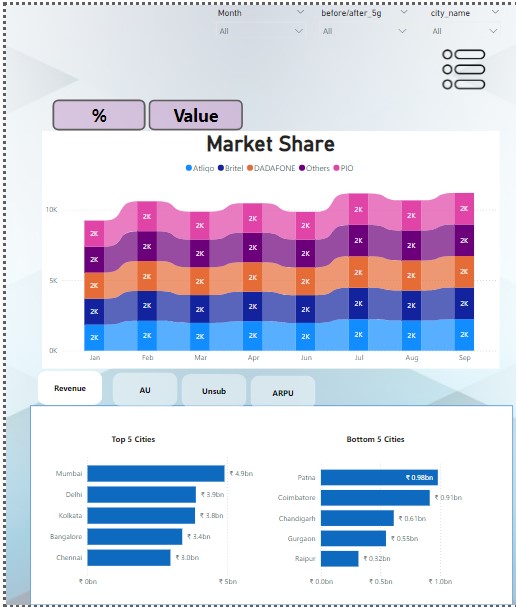 Month before/after_5g city_name
All All All
% Value
Market Share
Atliqo Britel DADAFONE Others PIO
10K
5K
0K
2K 2K 2K 2K 2K 2K 2K 2K
2K 2K 2K 2K 2K 2K 2K 2K
2K 2K 2K 2K 2K 2K 2K 2K
2K 2K 2K 2K 2K 2K 2K 2K
2K 2K 2K 2K 2K 2K 2K 2K
Jan Feb Mar Apr Jun Jul Aug Sep
Revenue AU Unsub ARPU
Top 5 Cities
Mumbai ₹ 4.9bn
Delhi ₹ 3.9bn
Kolkata ₹ 3.8bn
Bangalore ₹ 3.4bn
Chennai ₹ 3.0bn
₹ 0bn ₹ 5bn
Bottom 5 Cities
Patna ₹ 0.98bn
Coimbatore ₹ 0.91bn
Chandigarh ₹ 0.61bn
Gurgaon ₹ 0.55bn
Raipur ₹ 0.32bn
₹ 0.0bn ₹ 0.5bn ₹ 1.0bn